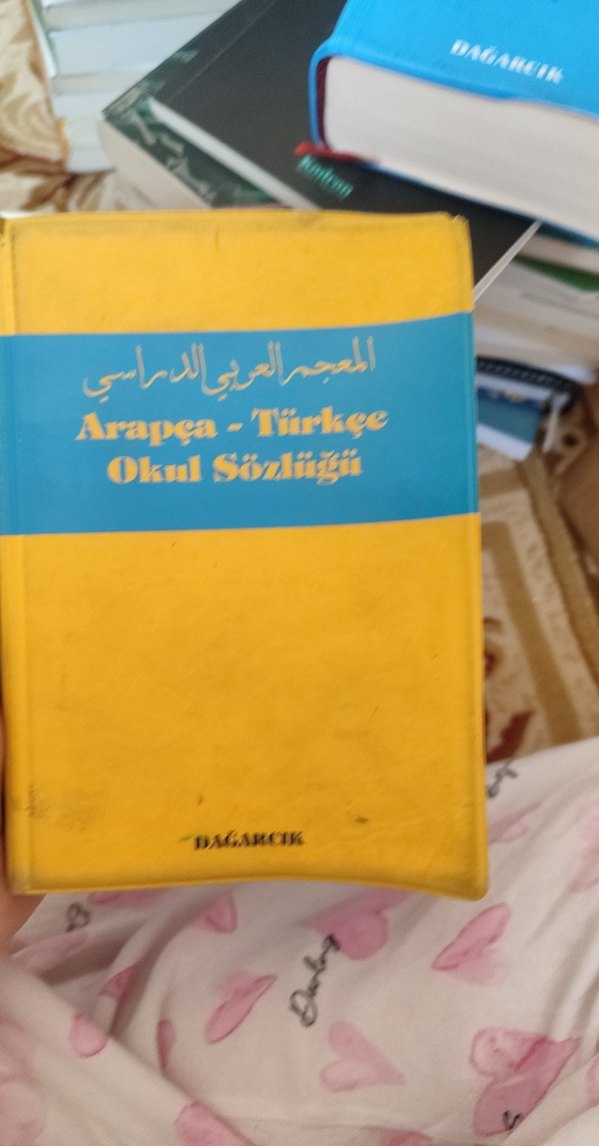 DAĞARCIK
المعجم العربي الدراسي
Arapça - Türkçe
Okul Sözlüğü
DAĞARCIK